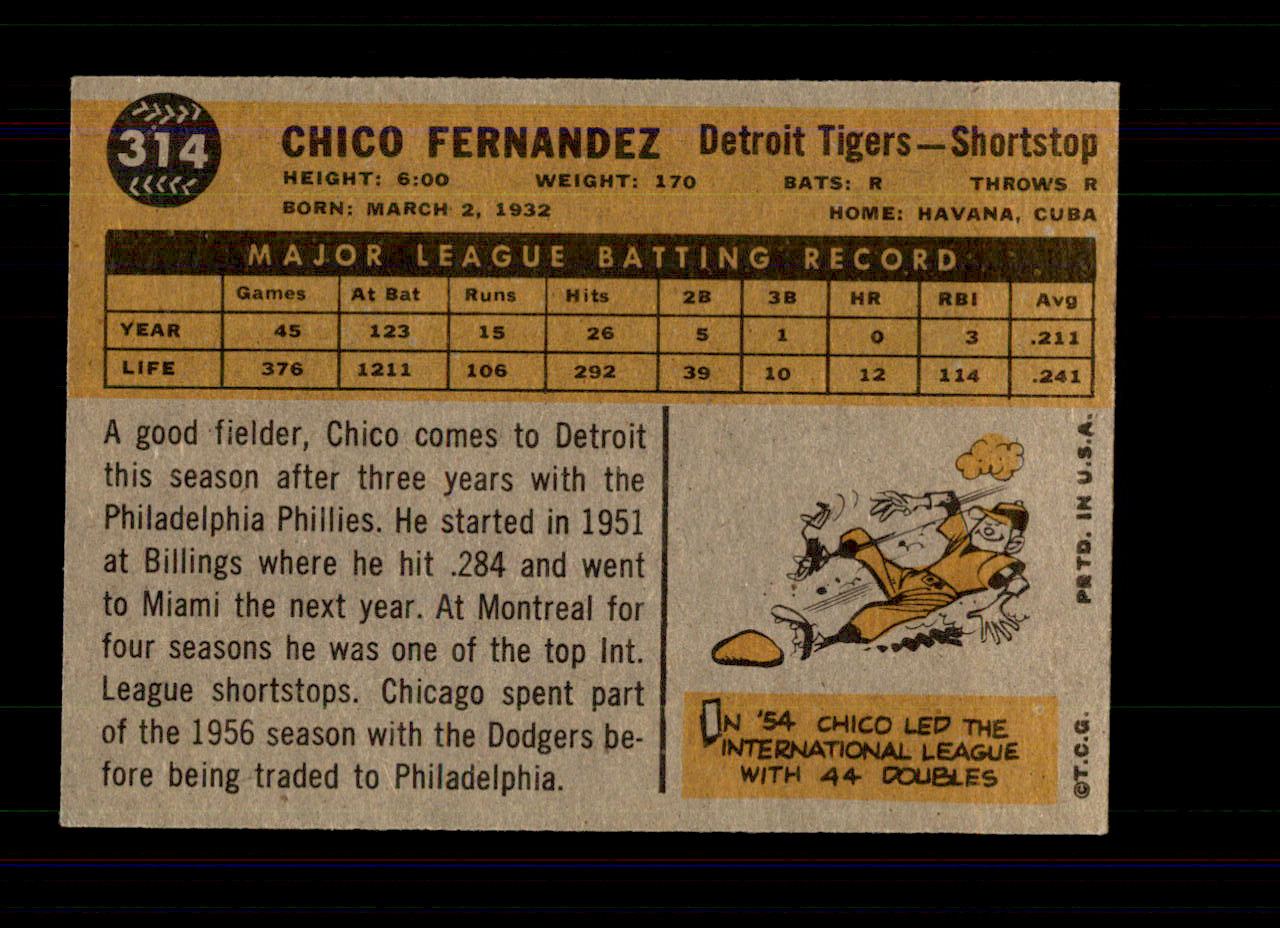 314
CHICO FERNANDEZ Detroit Tigers—Shortstop
HEIGHT: 6:00 WEIGHT: 170 BATS: R THROWS R
BORN: MARCH 2, 1932 HOME: HAVANA, CUBA
MAJOR LEAGUE BATTING RECORD
Games At Bat Runs Hits 2B 3B HR RBI Avg
YEAR 45 123 15 26 5 1 0 3 .211
LIFE 376 1211 106 292 39 10 12 114 .241
A good fielder, Chico comes to Detroit
this season after three years with the
Philadelphia Phillies. He started in 1951
at Billings where he hit .284 and went
to Miami the next year. At Montreal for
four seasons he was one of the top Int.
League shortstops. Chicago spent part
of the 1956 season with the Dodgers be-
fore being traded to Philadelphia.
IN '54 CHICO LED THE
INTERNATIONAL LEAGUE
WITH 44 DOUBLES
©T.C.G. PRTD. IN U.S.A.